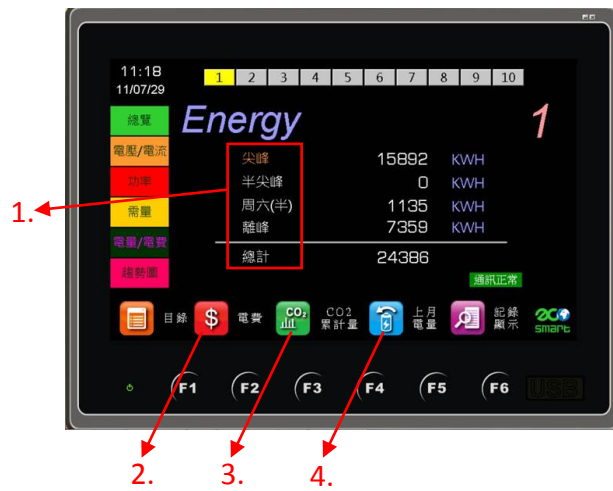 11:18
11/07/29
1 2 3 4 5 6 7 8 9 10
總覽
電壓/電流
功率
需量
電量/電費
趨勢圖
Energy 1
尖峰 15892 KWH
半尖峰 0 KWH
周六(半) 1135 KWH
離峰 7359 KWH
總計 24386
通訊正常
目錄
$ 電費
CO2 CO2 累計量
上月 電量
記錄 顯示
eco smart
F1 F2 F3 F4 F5 F6 USB
1.
2. 3. 4.